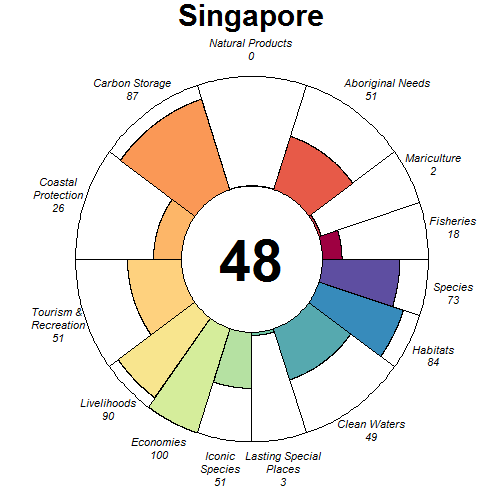 Singapore
Natural Products
0
Carbon Storage
87
Aboriginal Needs
51
Mariculture
2
Coastal
Protection
26
Fisheries
18
48
Species
73
Tourism &
Recreation
51
Habitats
84
Livelihoods
90
Clean Waters
49
Economies
100
Iconic
Species
51
Lasting Special
Places
3